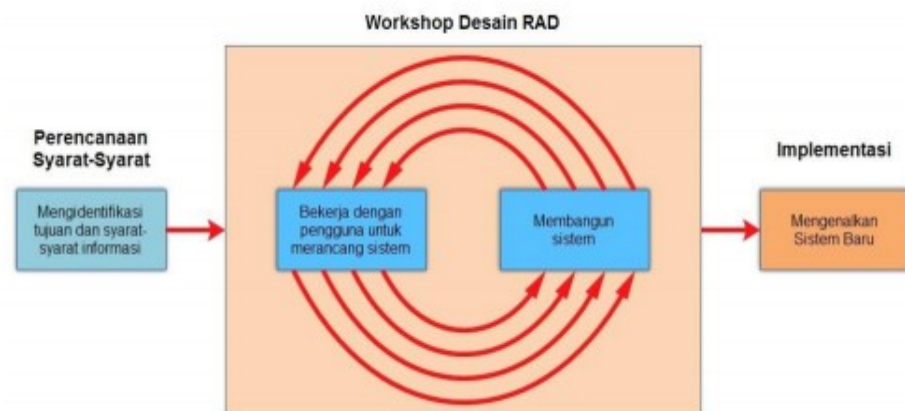 Workshop Desain RAD
Perencanaan
Syarat-Syarat
Mengidentifikasi
tujuan dan syarat-
syarat informasi
Bekerja dengan
pengguna untuk
merancang sistem
Membangun
sistem
Implementasi
Mengenalkan
Sistem Baru